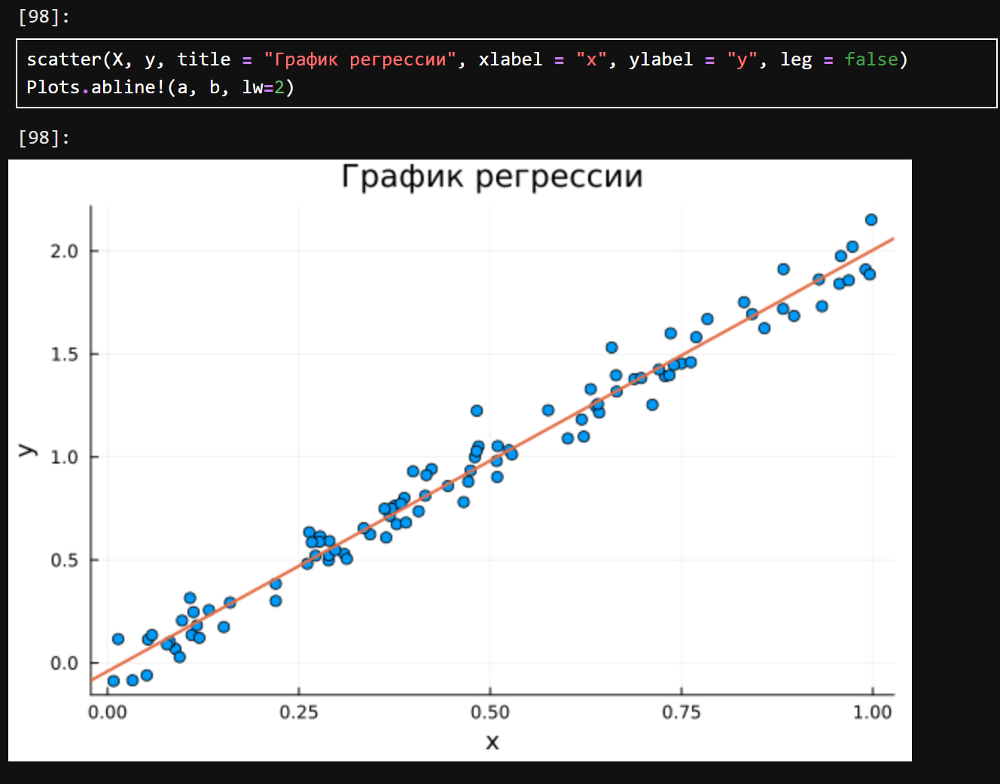 [98]:
scatter(X, y, title = "График регрессии", xlabel = "x", ylabel = "y", leg = false)
Plots.abline!(a, b, lw=2)
[98]:
График регрессии
2.0
1.5
1.0
0.5
0.0
y
0.00 0.25 0.50 0.75 1.00
x